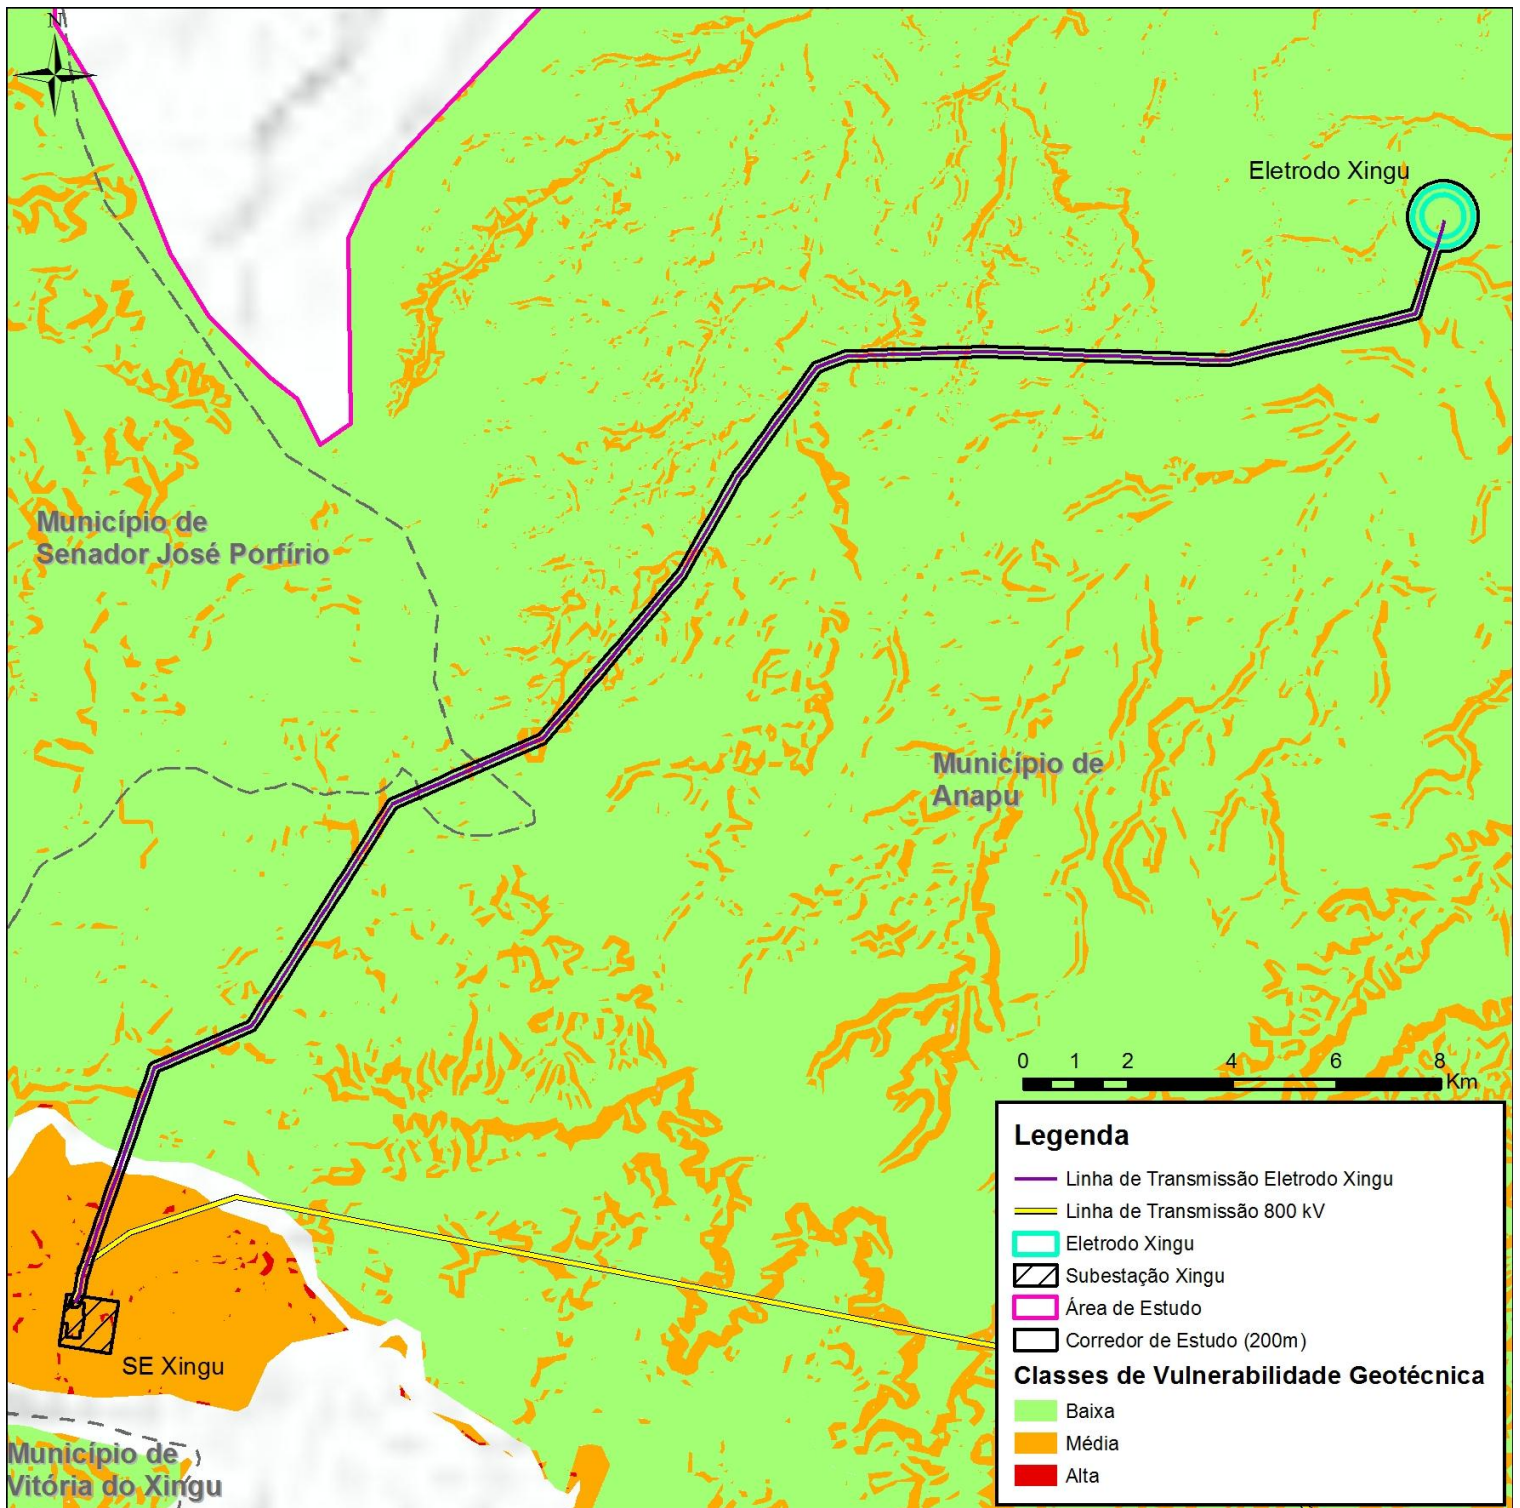 N
Eletrodo Xingu
Município de
Senador José Porfírio
Município de
Anapu
0 1 2 4 6 8
Km
Legenda
Linha de Transmissão Eletrodo Xingu
Linha de Transmissão 800 kV
Eletrodo Xingu
Subestação Xingu
Área de Estudo
Corredor de Estudo (200m)
Classes de Vulnerabilidade Geotécnica
Baixa
Média
Alta
SE Xingu
Município de
Vitória do Xingu